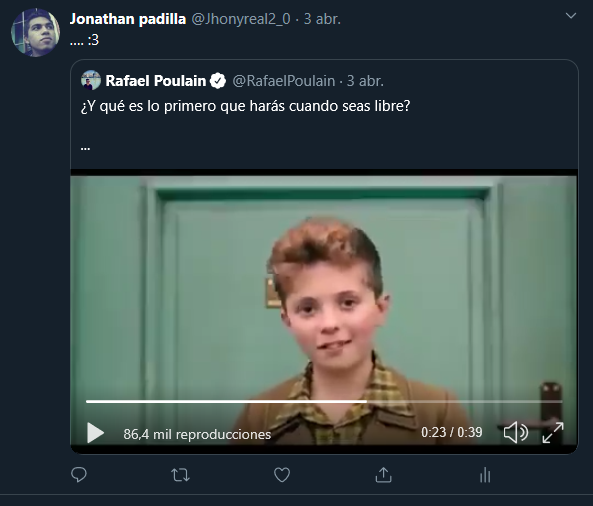 Jonathan padilla @Jhonyreal2_0 · 3 abr.
.... :3
Rafael Poulain @RafaelPoulain · 3 abr.
¿Y qué es lo primero que harás cuando seas libre?
...
86,4 mil reproducciones
0:23 / 0:39